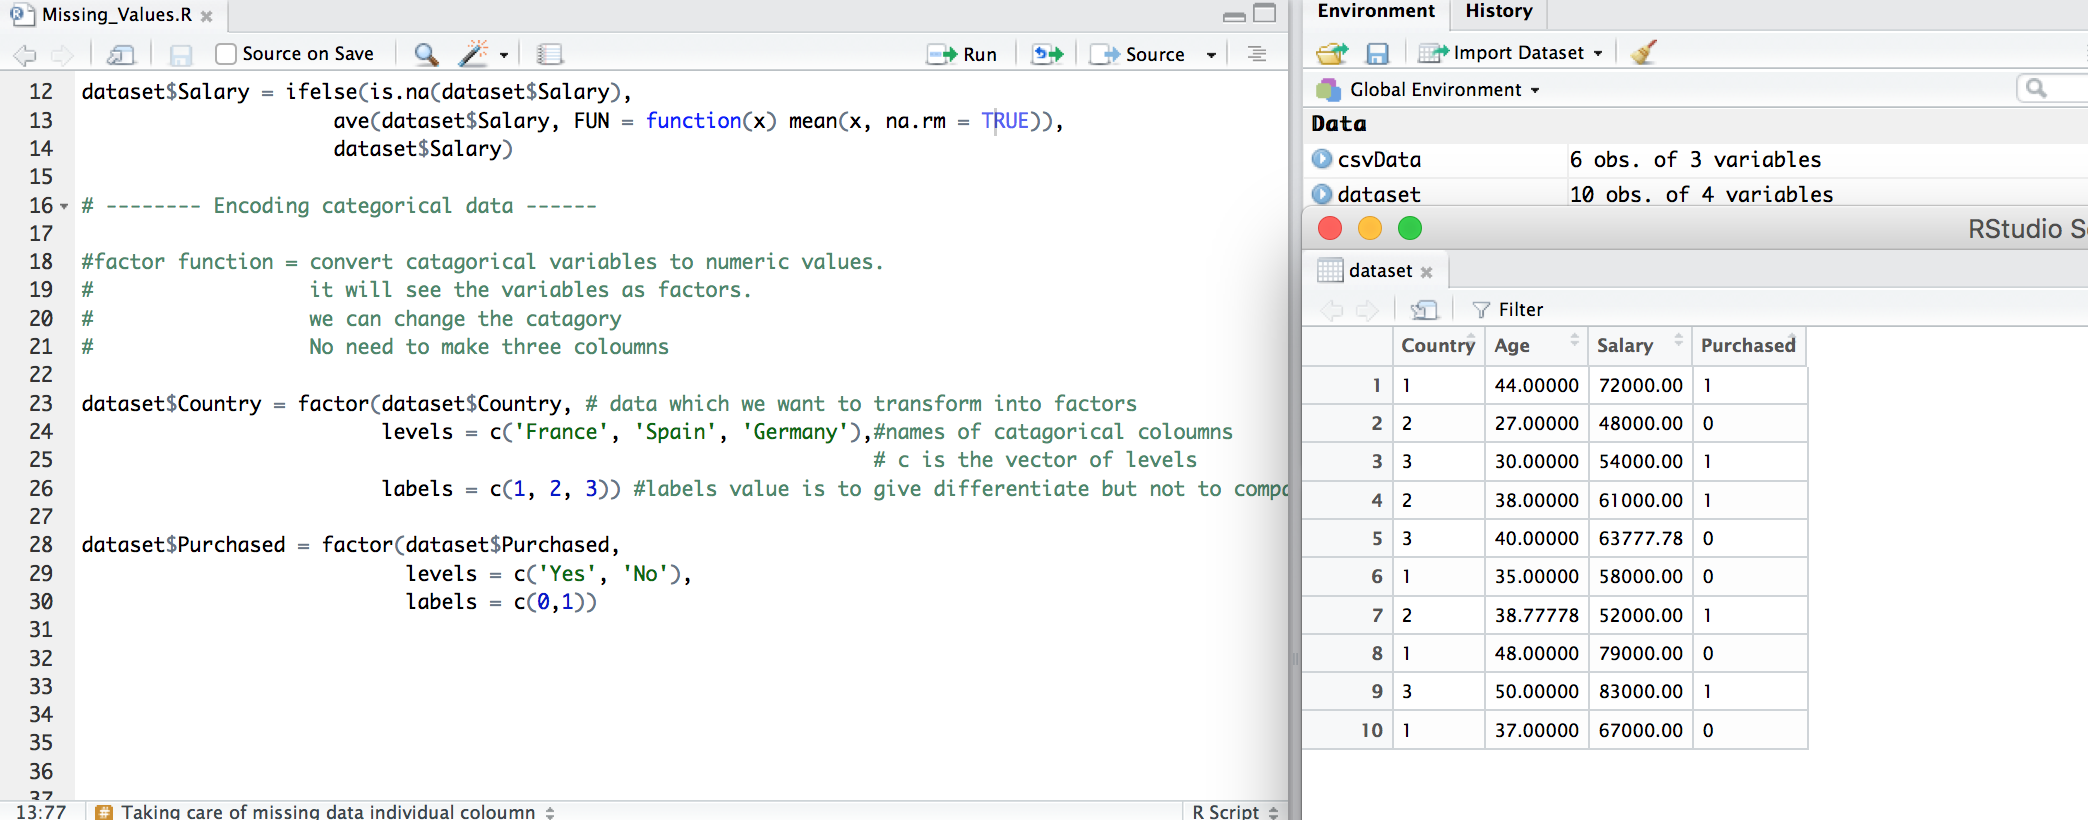 Missing_Values.R
Source on Save
Run
Source
12 dataset$Salary = ifelse(is.na(dataset$Salary),
13 ave(dataset$Salary, FUN = function(x) mean(x, na.rm = TRUE)),
14 dataset$Salary)
15
16 # -------- Encoding categorical data ------
17
18 #factor function = convert catagorical variables to numeric values.
19 # it will see the variables as factors.
20 # we can change the catagory
21 # No need to make three coloumns
22
23 dataset$Country = factor(dataset$Country, # data which we want to transform into factors
24 levels = c('France', 'Spain', 'Germany'),#names of catagorical coloumns
25 # c is the vector of levels
26 labels = c(1, 2, 3)) #labels value is to give differentiate but not to compa
27
28 dataset$Purchased = factor(dataset$Purchased,
29 levels = c('Yes', 'No'),
30 labels = c(0,1))
31
32
33
34
35
36
37
13:77 # Taking care of missing data individual coloumn R Script
Environment History
Import Dataset
Global Environment
Data
csvData 6 obs. of 3 variables
dataset 10 obs. of 4 variables
RStudio S
dataset
Filter
Country Age Salary Purchased
1 1 44.00000 72000.00 1
2 2 27.00000 48000.00 0
3 3 30.00000 54000.00 1
4 2 38.00000 61000.00 1
5 3 40.00000 63777.78 0
6 1 35.00000 58000.00 0
7 2 38.77778 52000.00 1
8 1 48.00000 79000.00 0
9 3 50.00000 83000.00 1
10 1 37.00000 67000.00 0